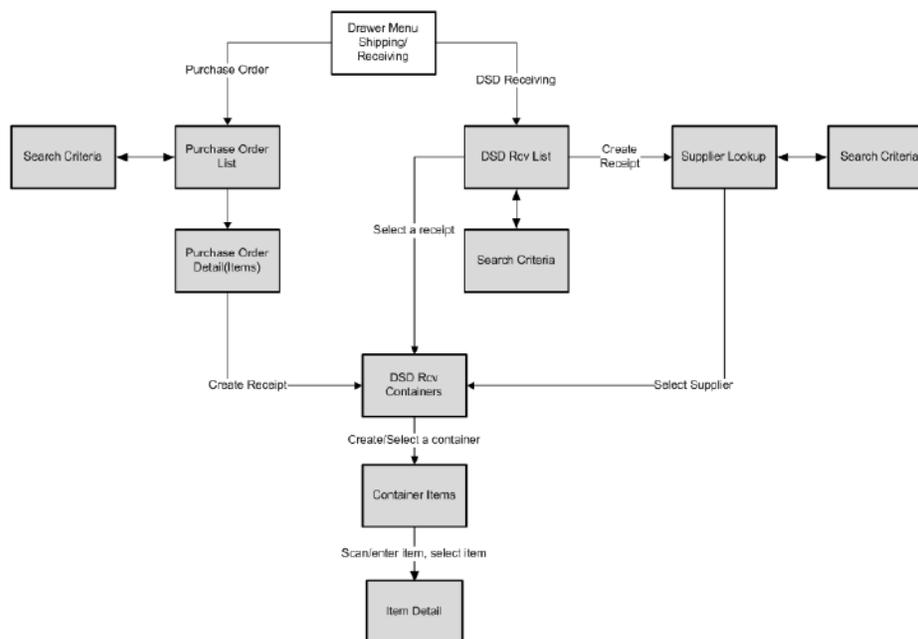 Drawer Menu
Shipping/
Receiving
Purchase Order
DSD Receiving
Search Criteria
Purchase Order
List
DSD Rcv List
Create
Receipt
Supplier Lookup
Search Criteria
Select a receipt
Purchase Order
Detail(Items)
Search Criteria
Create Receipt
DSD Rcv
Containers
Select Supplier
Create/Select a container
Container Items
Scan/enter item, select item
Item Detail